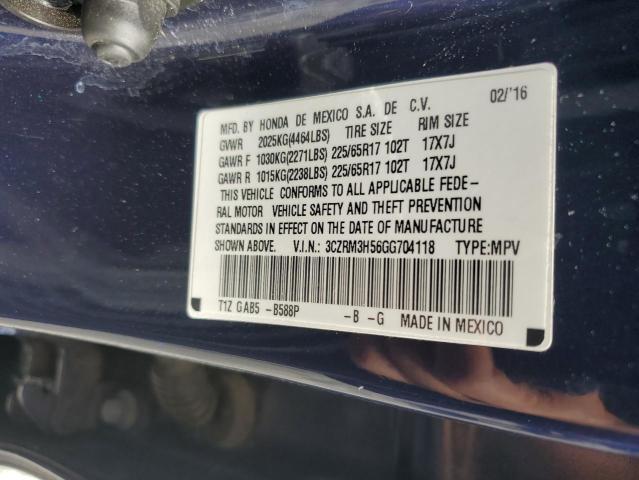 MFD. BY HONDA DE MEXICO S.A. DE C.V. 02/'16
GVWR 2025KG(4464LBS) TIRE SIZE RIM SIZE
GAWR F 1030KG(2271LBS) 225/65R17 102T 17X7J
GAWR R 1015KG(2238LBS) 225/65R17 102T 17X7J
THIS VEHICLE CONFORMS TO ALL APPLICABLE FEDE-
RAL MOTOR VEHICLE SAFETY AND THEFT PREVENTION
STANDARDS IN EFFECT ON THE DATE OF MANUFACTURE
SHOWN ABOVE. V.I.N.: 3CZRM3H56GG704118 TYPE:MPV
T1Z GAB5 -B588P -B -G MADE IN MEXICO